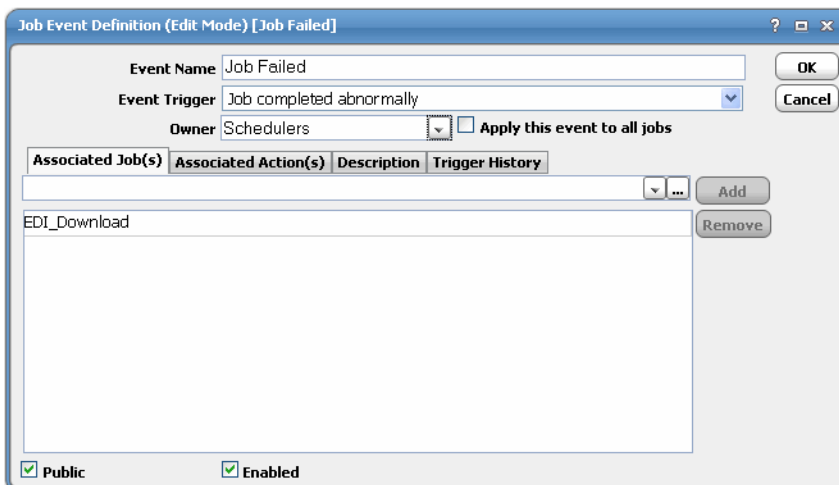 Job Event Definition (Edit Mode) [Job Failed]
?
Event Name Job Failed
OK
Event Trigger Job completed abnormally
Cancel
Owner Schedulers
Apply this event to all jobs
Associated Job(s) Associated Action(s) Description Trigger History
... Add
EDI_Download
Remove
Public Enabled